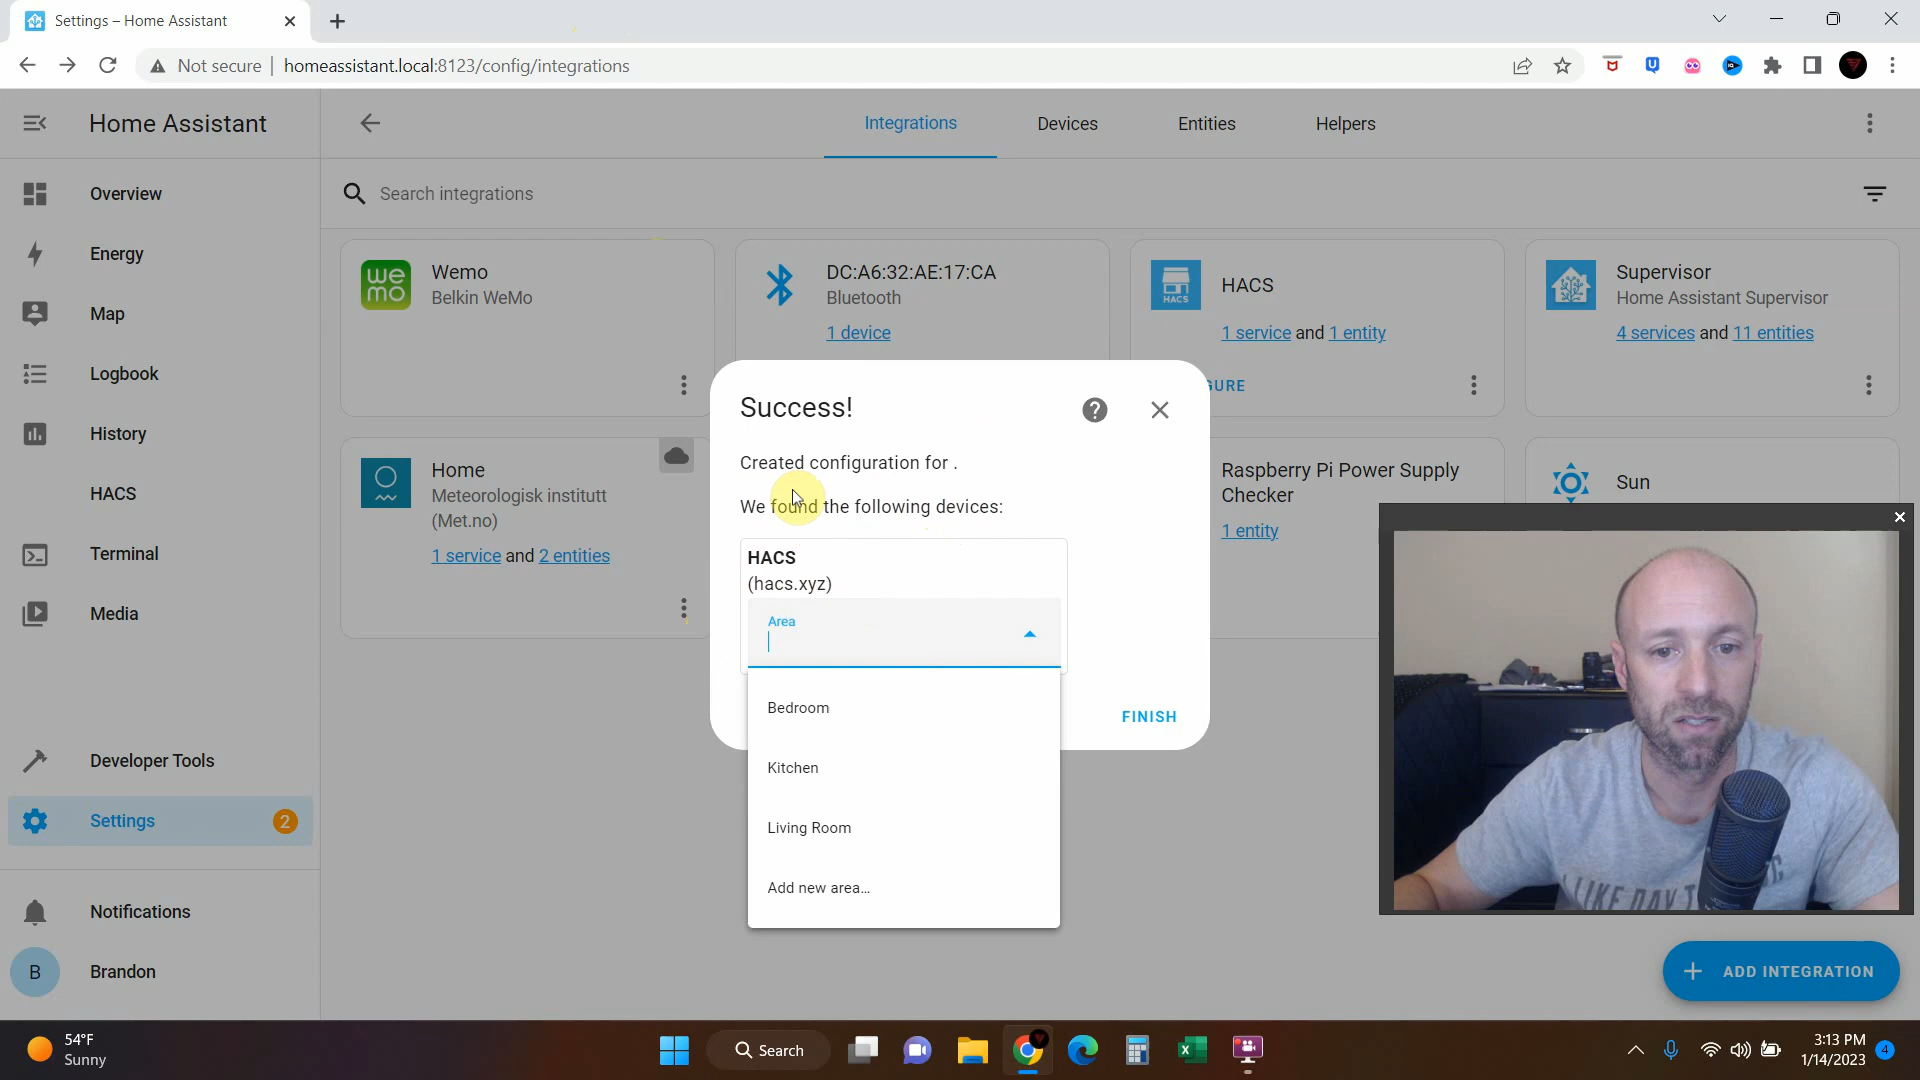 Settings – Home Assistant
Not secure
homeassistant.local:8123/config/integrations
Home Assistant
Integrations
Devices
Entities
Helpers
Overview
Energy
Map
Logbook
History
HACS
Terminal
Media
Developer Tools
Settings
2
Notifications
B
Brandon
Search integrations
we
mo
Wemo
Belkin WeMo
DC:A6:32:AE:17:CA
Bluetooth
1 device
HACS
HACS
1 service and 1 entity
GURE
Supervisor
Home Assistant Supervisor
4 services and 11 entities
Home
Meteorologisk institutt
(Met.no)
1 service and 2 entities
Raspberry Pi Power Supply
Checker
1 entity
Sun
Success!
Created configuration for .
We found the following devices:
HACS
(hacs.xyz)
Area
Bedroom
Kitchen
Living Room
Add new area...
FINISH
ADD INTEGRATION
54°F
Sunny
Search
3:13 PM
1/14/2023
4